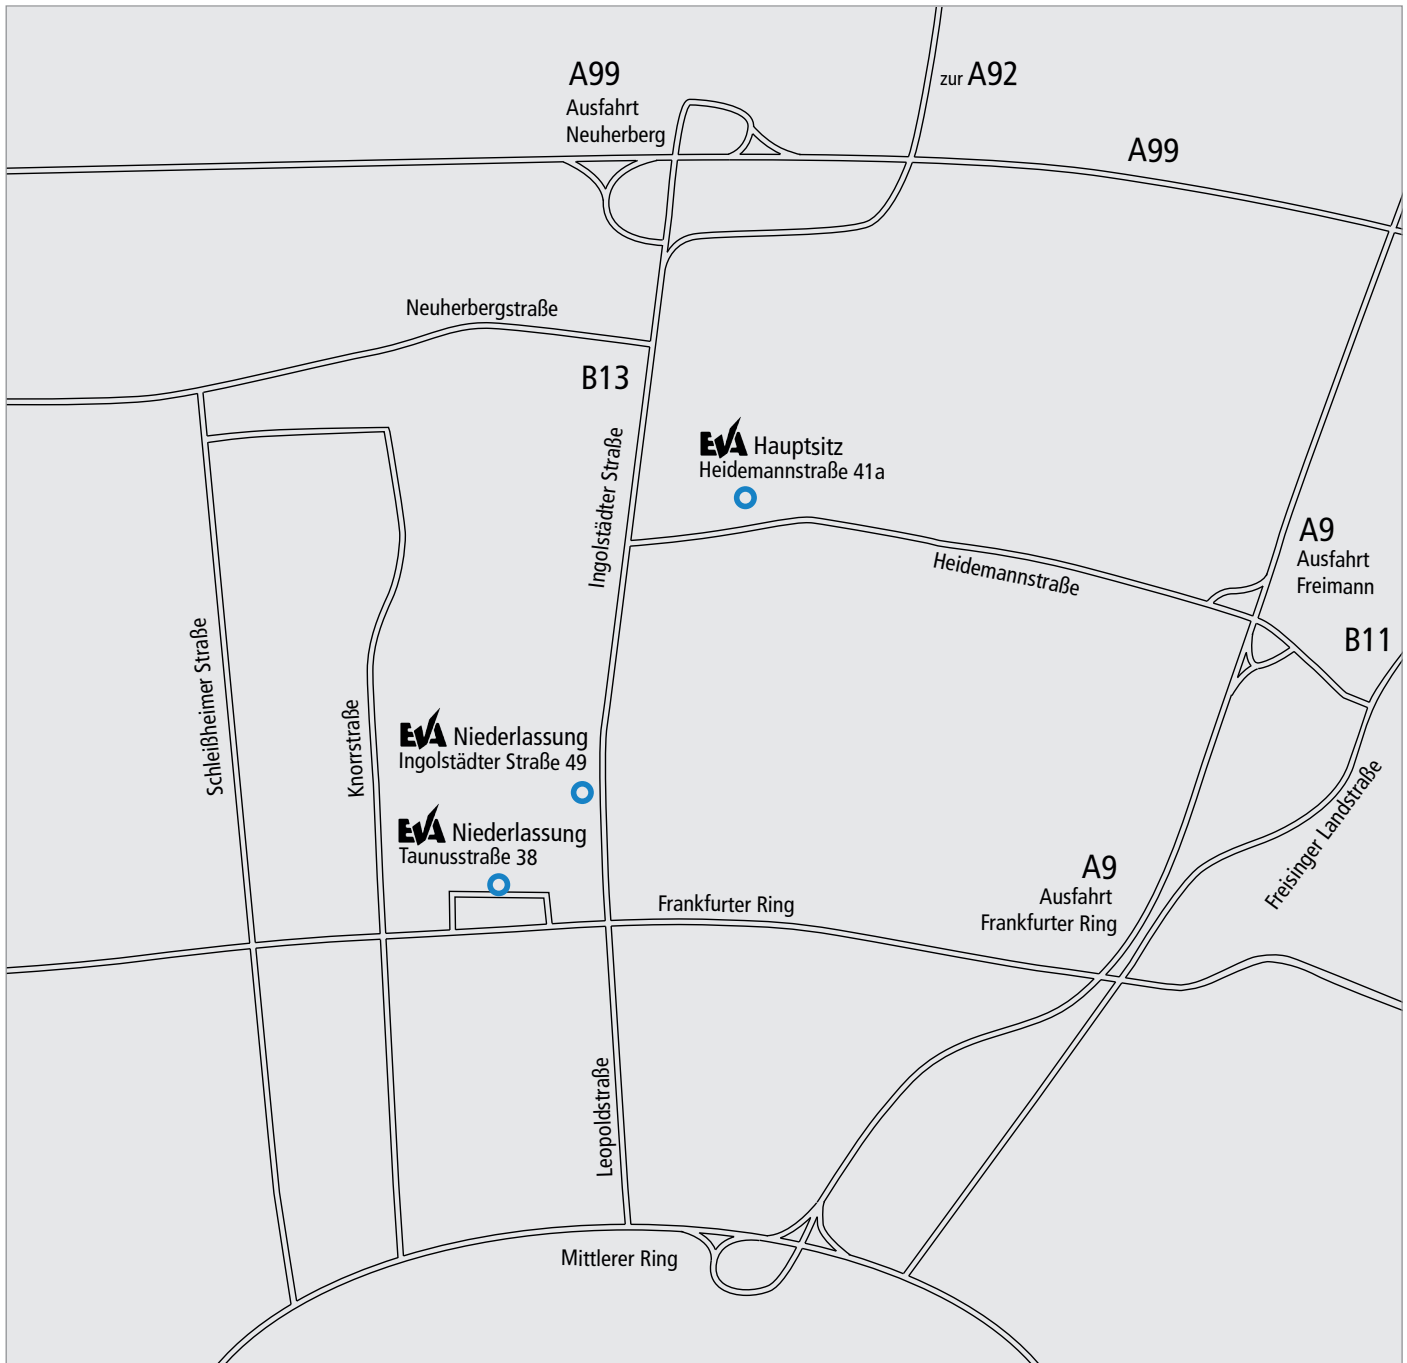 A99
Ausfahrt
Neuherberg
zur A92
A99
Neuherbergstraße
B13
Ingolstädter Straße
EVA Hauptsitz
Heidemannstraße 41a
A9
Ausfahrt
Freimann
Heidemannstraße
B11
Schleißheimer Straße
Knorrstraße
EVA Niederlassung
Ingolstädter Straße 49
EVA Niederlassung
Taunusstraße 38
Freisinger Landstraße
A9
Ausfahrt
Frankfurter Ring
Frankfurter Ring
Leopoldstraße
Mittlerer Ring